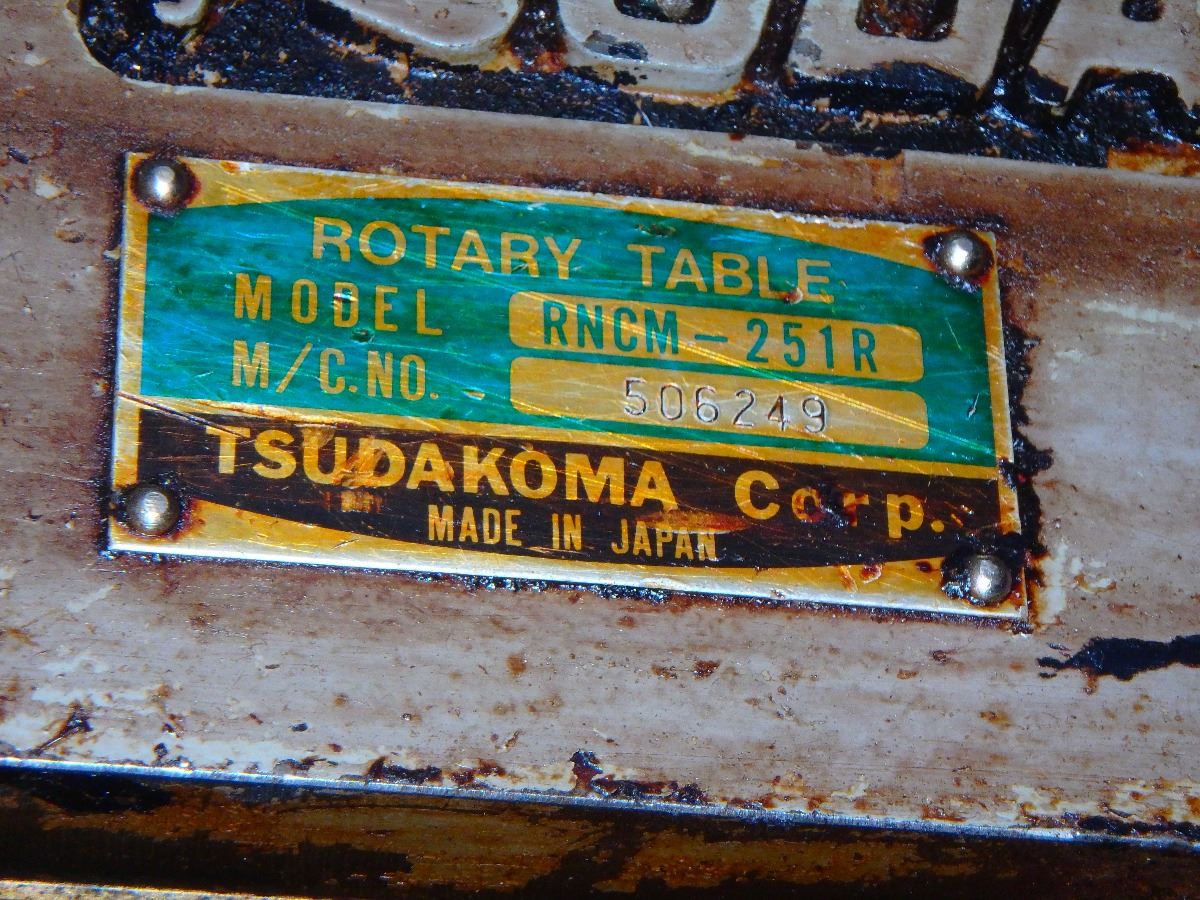 ROTARY TABLE
MODEL RNCM-251R
M/C.NO. 506249
TSUDAKOMA Corp.
MADE IN JAPAN